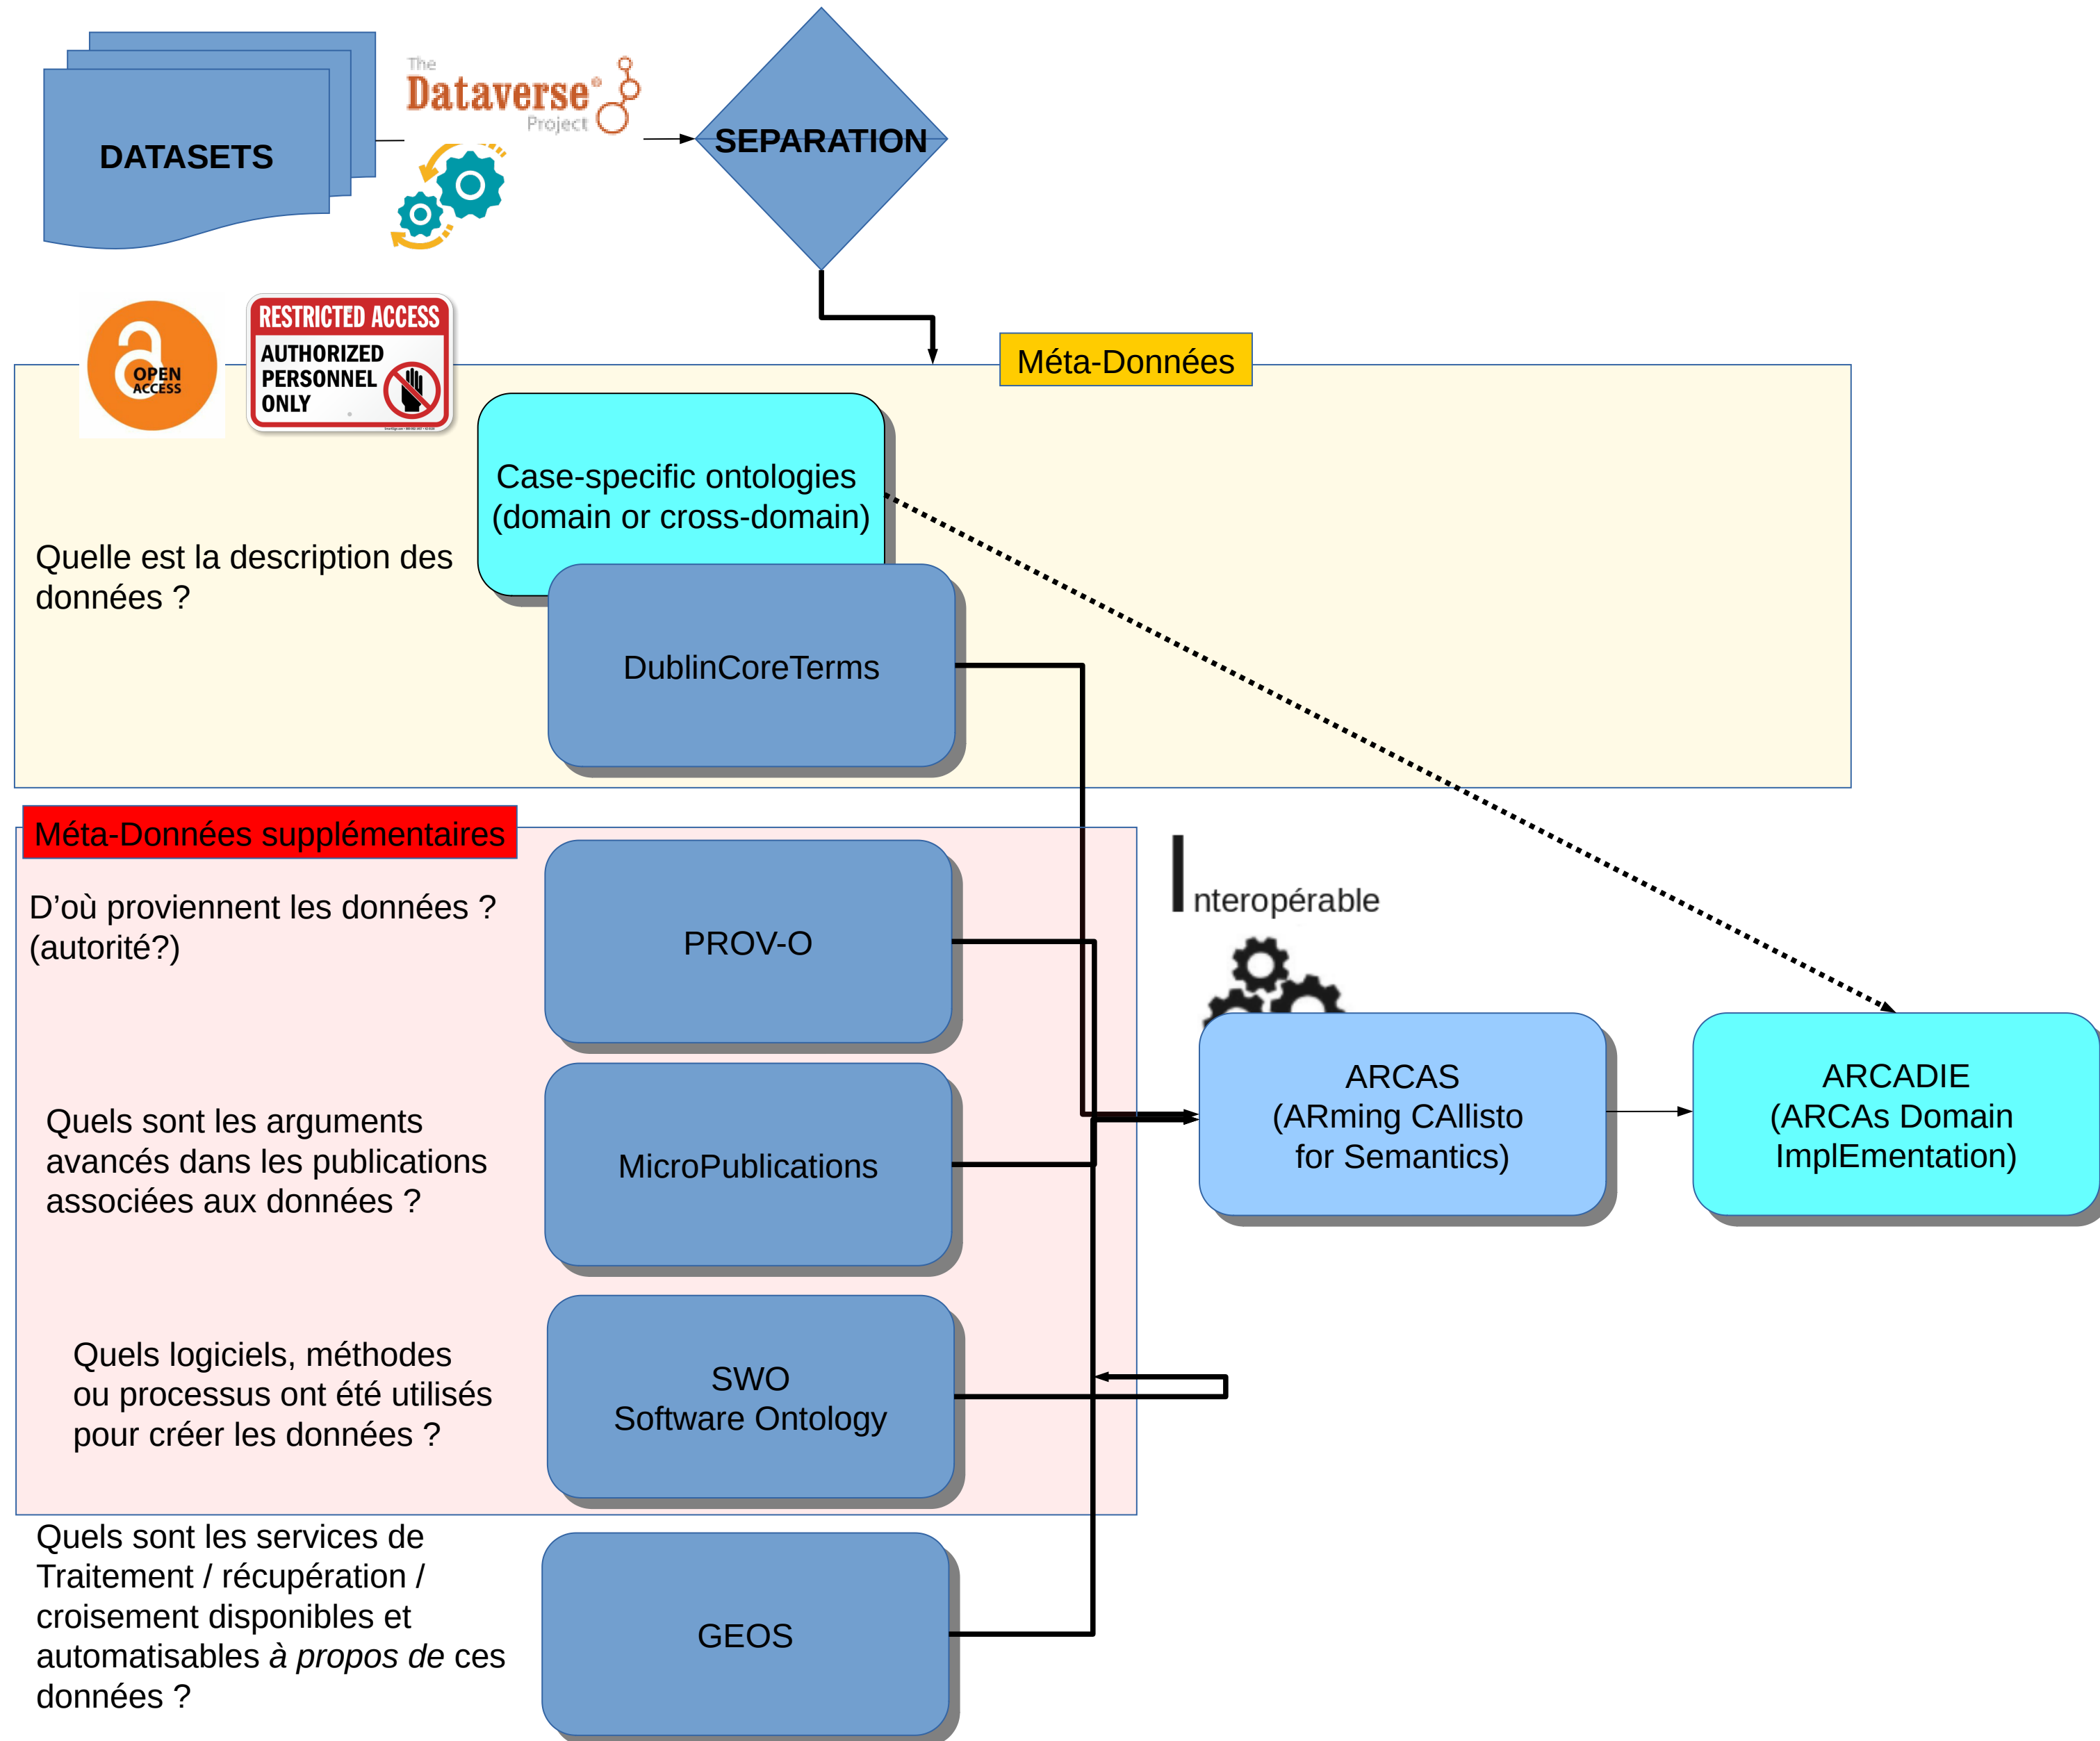 The
Dataverse®
Project
DATASETS
SEPARATION
OPEN
ACCESS
RESTRICTED ACCESS
AUTHORIZED
PERSONNEL
ONLY
Méta-Données
Case-specific ontologies
(domain or cross-domain)
Quelle est la description des
données ?
DublinCoreTerms
Méta-Données supplémentaires
D’où proviennent les données ?
(autorité?)
PROV-O
Interopérable
Quels sont les arguments
avancés dans les publications
associées aux données ?
MicroPublications
ARCAS
(ARming CAllisto
for Semantics)
ARCADIE
(ARCAs Domain
ImplEmentation)
Quels logiciels, méthodes
ou processus ont été utilisés
pour créer les données ?
SWO
Software Ontology
Quels sont les services de
Traitement / récupération /
croisement disponibles et
automatisables à propos de ces
données ?
GEOS